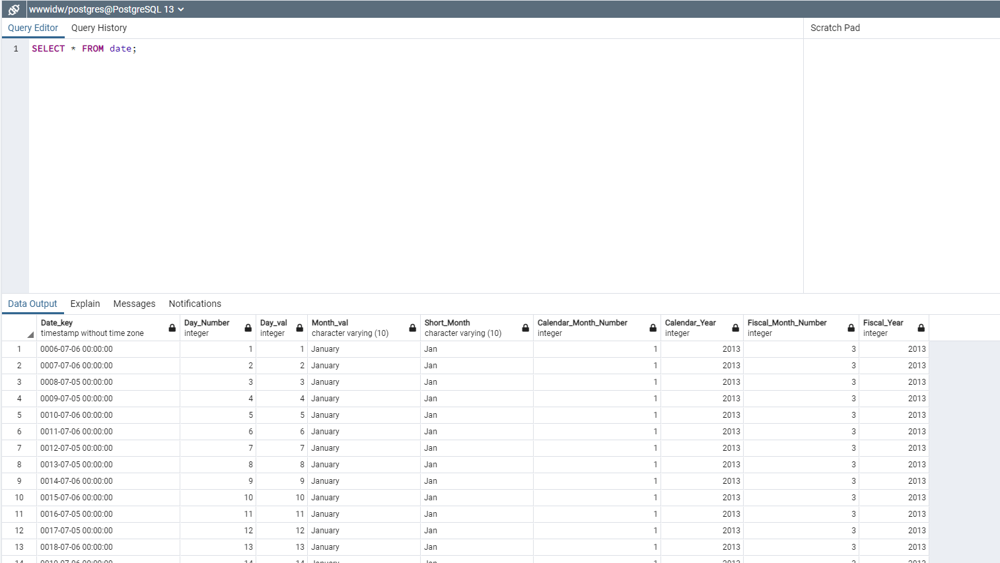 wwwidw/postgres@PostgreSQL 13
Query Editor Query History Scratch Pad
1 SELECT * FROM date;
Data Output Explain Messages Notifications
Date_key Day_Number Day_val Month_val Short_Month Calendar_Month_Number Calendar_Year Fiscal_Month_Number Fiscal_Year
timestamp without time zone integer integer character varying (10) character varying (10) integer integer integer integer
1 0006-07-06 00:00:00 1 1 January Jan 1 2013 3 2013
2 0007-07-06 00:00:00 2 2 January Jan 1 2013 3 2013
3 0008-07-05 00:00:00 3 3 January Jan 1 2013 3 2013
4 0009-07-05 00:00:00 4 4 January Jan 1 2013 3 2013
5 0010-07-06 00:00:00 5 5 January Jan 1 2013 3 2013
6 0011-07-06 00:00:00 6 6 January Jan 1 2013 3 2013
7 0012-07-05 00:00:00 7 7 January Jan 1 2013 3 2013
8 0013-07-05 00:00:00 8 8 January Jan 1 2013 3 2013
9 0014-07-06 00:00:00 9 9 January Jan 1 2013 3 2013
10 0015-07-06 00:00:00 10 10 January Jan 1 2013 3 2013
11 0016-07-05 00:00:00 11 11 January Jan 1 2013 3 2013
12 0017-07-05 00:00:00 12 12 January Jan 1 2013 3 2013
13 0018-07-06 00:00:00 13 13 January Jan 1 2013 3 2013